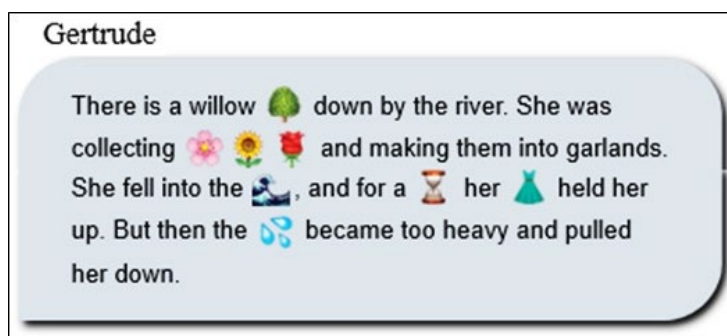 Gertrude
There is a willow 🌳 down by the river. She was
collecting 🌸 🌻 🌹 and making them into garlands.
She fell into the 🌊, and for a ⏳ her 👗 held her
up. But then the 💦 became too heavy and pulled
her down.